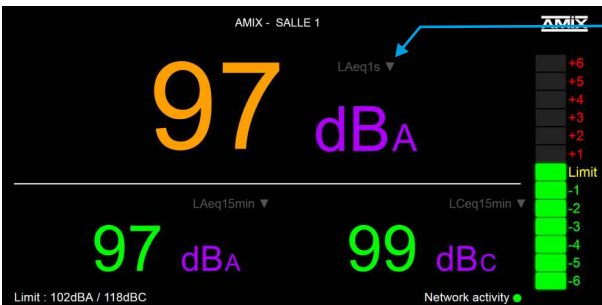 AMIX - SALLE 1
AMIX
LAeq1s ▼
97 dBA
+6
+5
+4
+3
+2
+1
Limit
-1
-2
-3
-4
-5
-6
LAeq15min ▼
LCeq15min ▼
97 dBA
99 dBC
Limit : 102dBA / 118dBC
Network activity